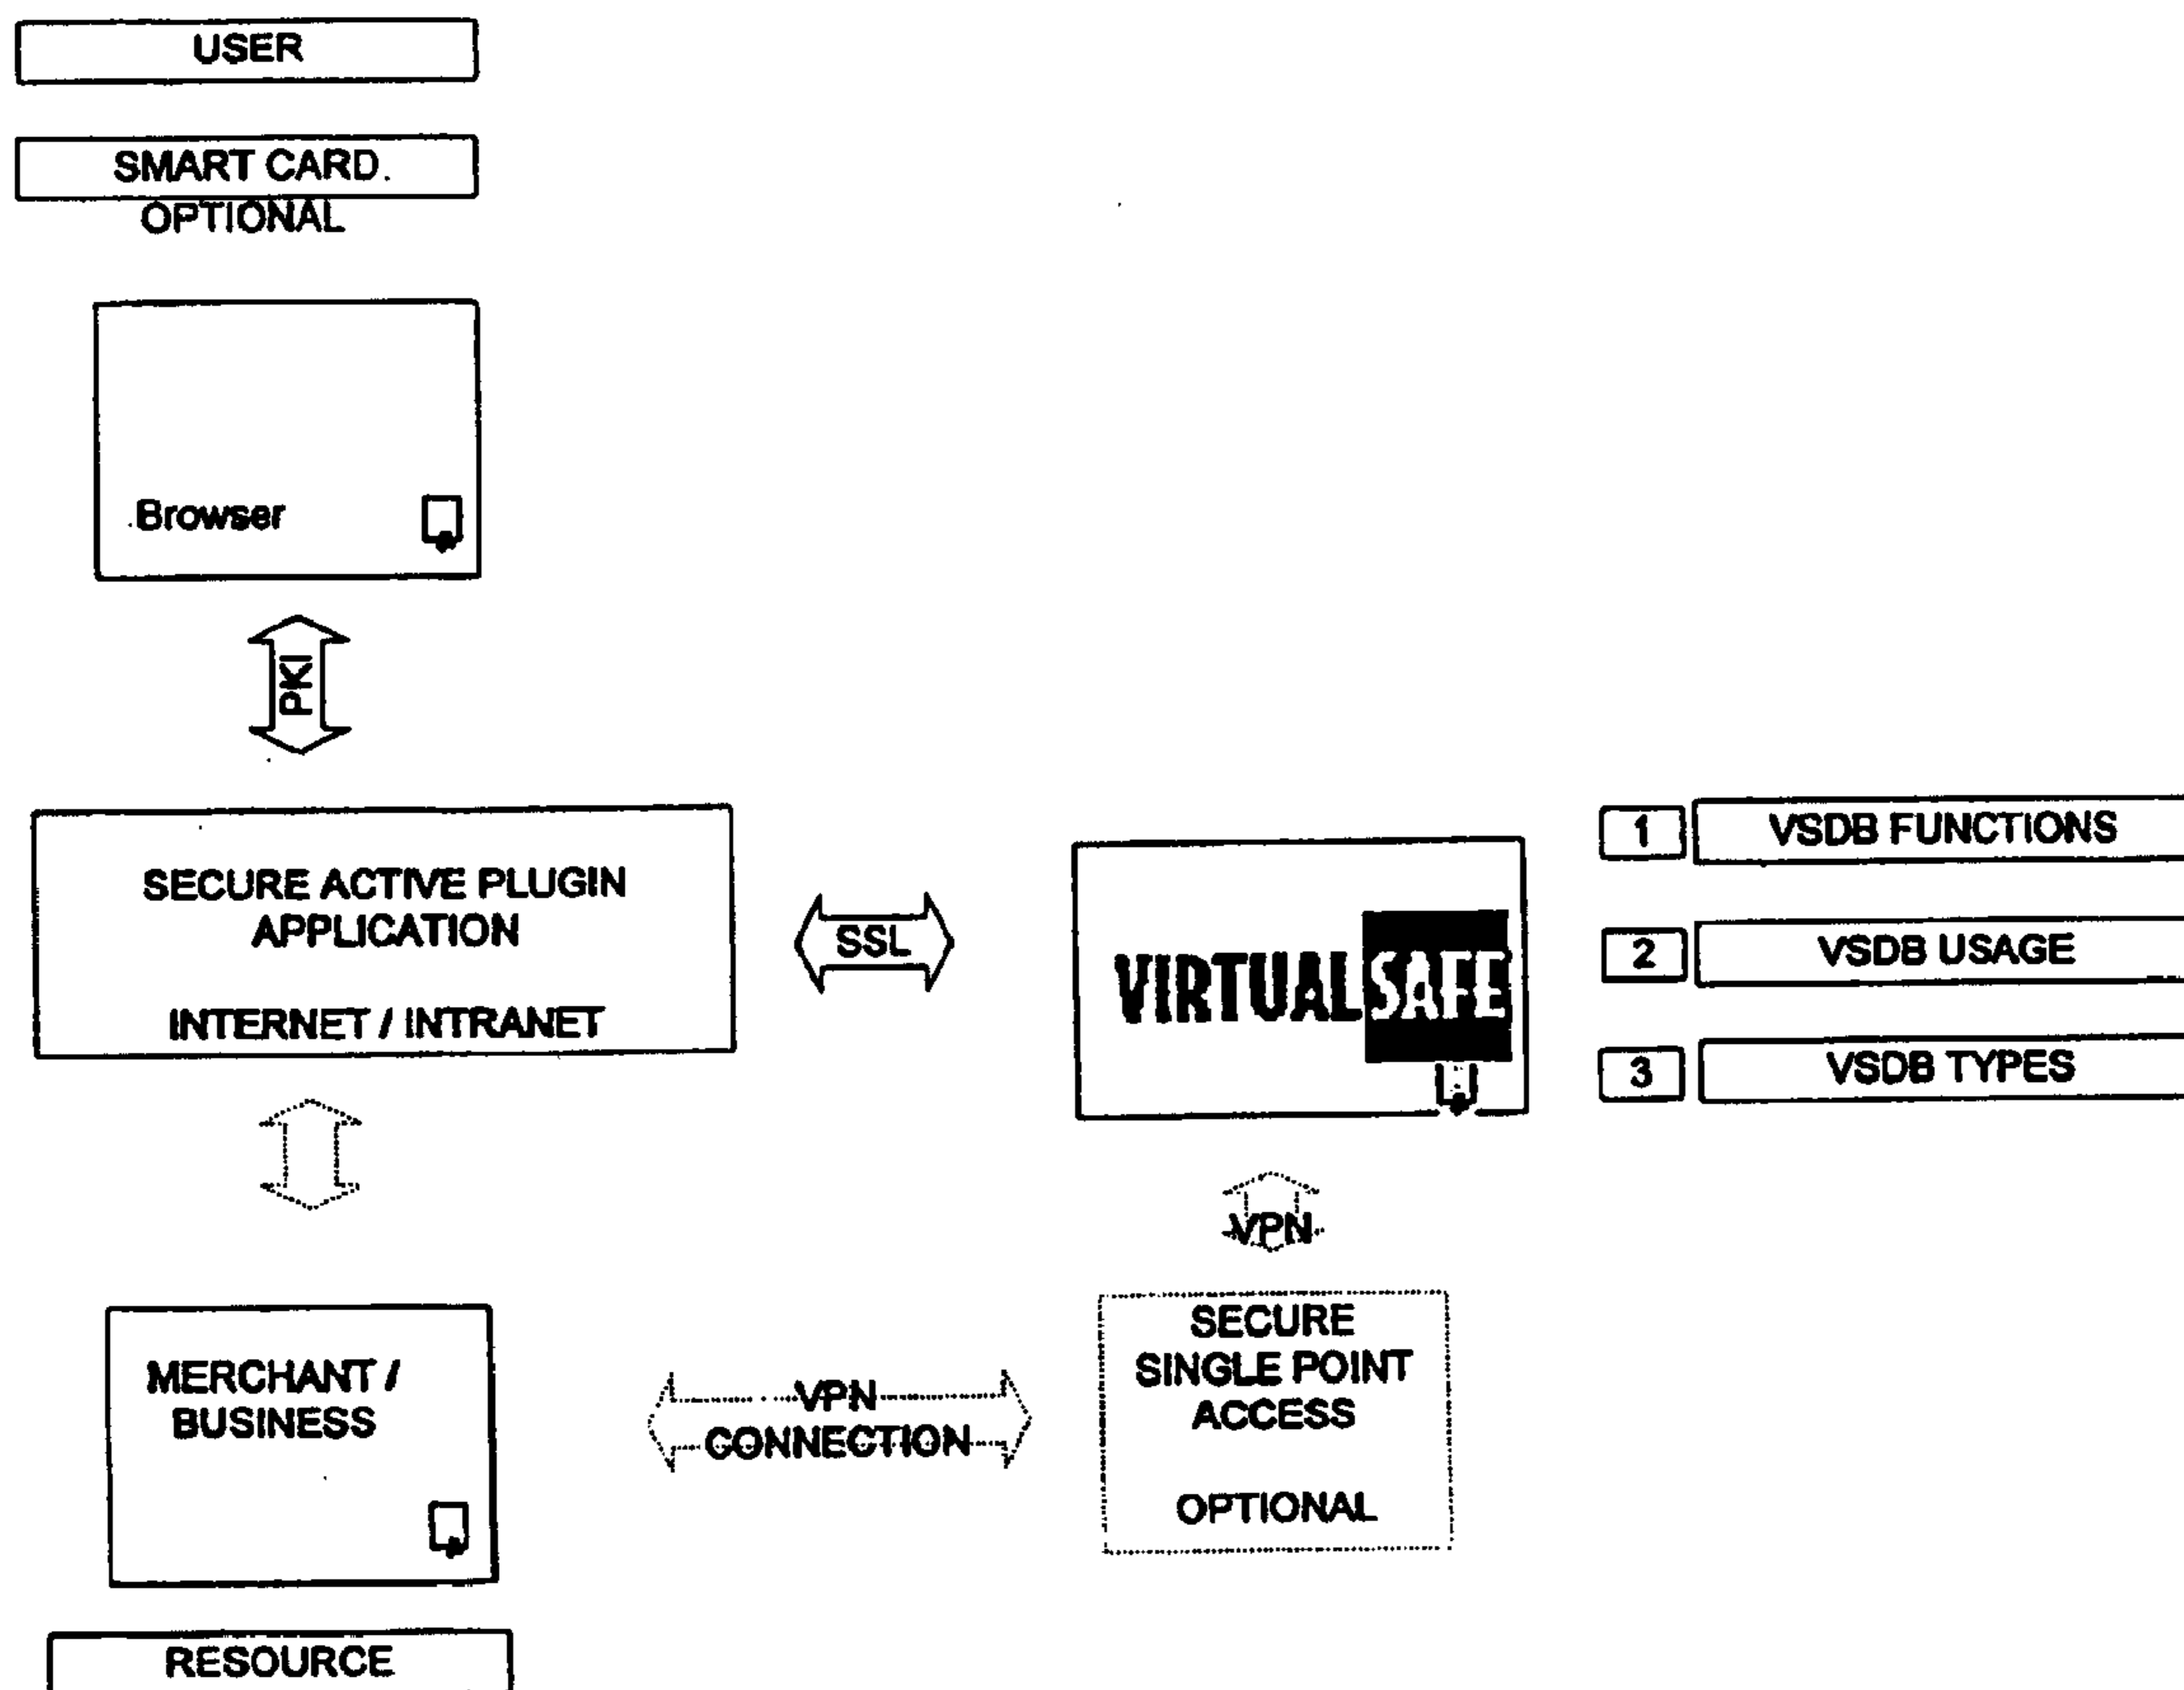 USER
SMART CARD.
OPTIONAL
Browser
PKI
SECURE ACTIVE PLUGIN
APPLICATION
INTERNET / INTRANET
SSL
VIRTUALSAFE
1 VSDB FUNCTIONS
2 VSDB USAGE
3 VSDB TYPES
VPN
MERCHANT /
BUSINESS
VPN
CONNECTION
SECURE
SINGLE POINT
ACCESS
OPTIONAL
RESOURCE